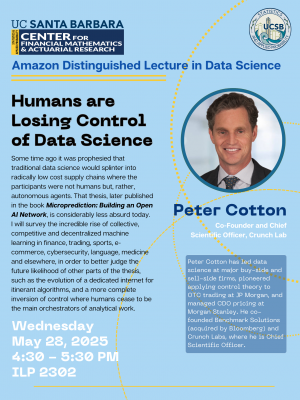 UC SANTA BARBARA
CENTER FOR
FINANCIAL MATHEMATICS
& ACTUARIAL RESEARCH
STATISTICS
UCSB
Amazon Distinguished Lecture in Data Science
Humans are
Losing Control
of Data Science
Some time ago it was prophesied that
traditional data science would splinter into
radically low cost supply chains where the
participants were not humans but, rather,
autonomous agents. That thesis, later published
in the book Microprediction: Building an Open
AI Network, is considerably less absurd today.
I will survey the incredible rise of collective,
competitive and decentralized machine
learning in finance, trading, sports, e-
commerce, cybersecurity, language, medicine
and elsewhere, in order to better judge the
future likelihood of other parts of the thesis,
such as the evolution of a dedicated internet for
itinerant algorithms, and a more complete
inversion of control where humans cease to be
the main orchestrators of analytical work.
Wednesday
May 28, 2025
4:30 - 5:30 PM
ILP 2302
Peter Cotton
Co-Founder and Chief
Scientific Officer, Crunch Lab
Peter Cotton has led data
science at major buy-side and
sell-side firms, pioneered
applying control theory to
OTC trading at JP Morgan, and
managed CDO pricing at
Morgan Stanley. He co-
founded Benchmark Solutions
(acquired by Bloomberg) and
Crunch Labs, where he is Chief
Scientific Officer.